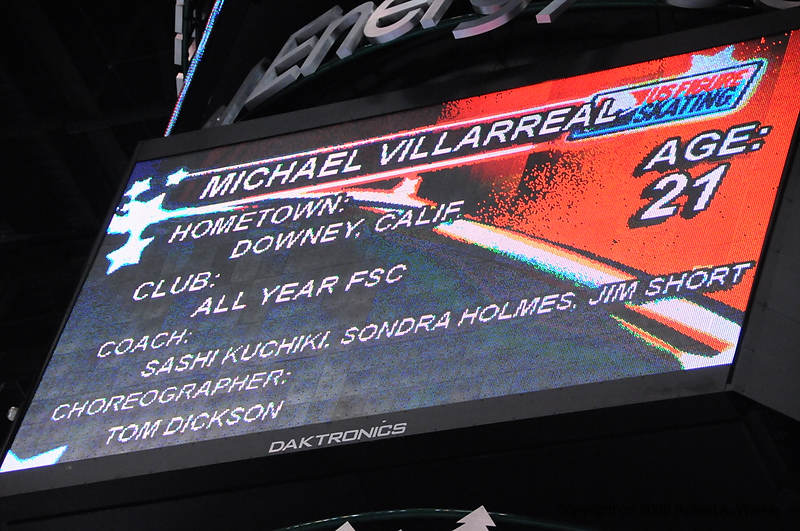 Energy
US FIGURE
SKATING
MICHAEL VILLARREAL
AGE:
21
HOMETOWN:
DOWNEY, CALIF.
CLUB:
ALL YEAR FSC
COACH:
SASHI KUCHIKI, SONDRA HOLMES, JIM SHORT
CHOREOGRAPHER:
TOM DICKSON
DAKTRONICS